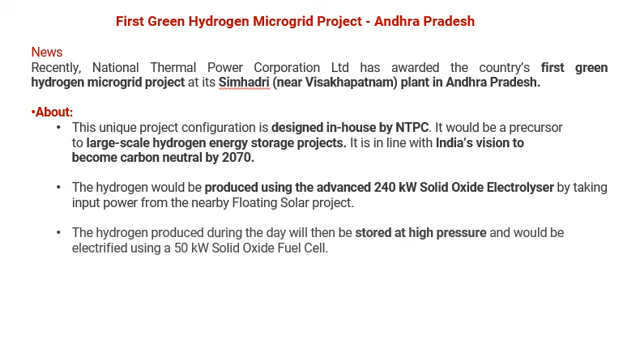 First Green Hydrogen Microgrid Project - Andhra Pradesh
News
Recently, National Thermal Power Corporation Ltd has awarded the country's first green
hydrogen microgrid project at its Simhadri (near Visakhapatnam) plant in Andhra Pradesh.
•About:
• This unique project configuration is designed in-house by NTPC. It would be a precursor
to large-scale hydrogen energy storage projects. It is in line with India's vision to
become carbon neutral by 2070.
• The hydrogen would be produced using the advanced 240 kW Solid Oxide Electrolyser by taking
input power from the nearby Floating Solar project.
• The hydrogen produced during the day will then be stored at high pressure and would be
electrified using a 50 kW Solid Oxide Fuel Cell.